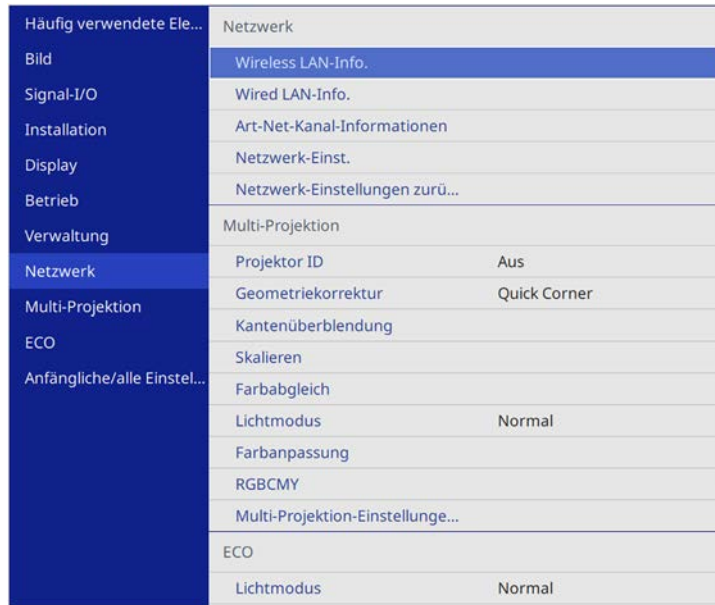 Häufig verwendete Ele...
Bild
Signal-I/O
Installation
Display
Betrieb
Verwaltung
Netzwerk
Multi-Projektion
ECO
Anfängliche/alle Einstel...
Netzwerk
Wireless LAN-Info.
Wired LAN-Info.
Art-Net-Kanal-Informationen
Netzwerk-Einst.
Netzwerk-Einstellungen zurü...
Multi-Projektion
Projektor ID Aus
Geometriekorrektur Quick Corner
Kantenüberblendung
Skalieren
Farbabgleich
Lichtmodus Normal
Farbanpassung
RGBCMY
Multi-Projektion-Einstellunge...
ECO
Lichtmodus Normal